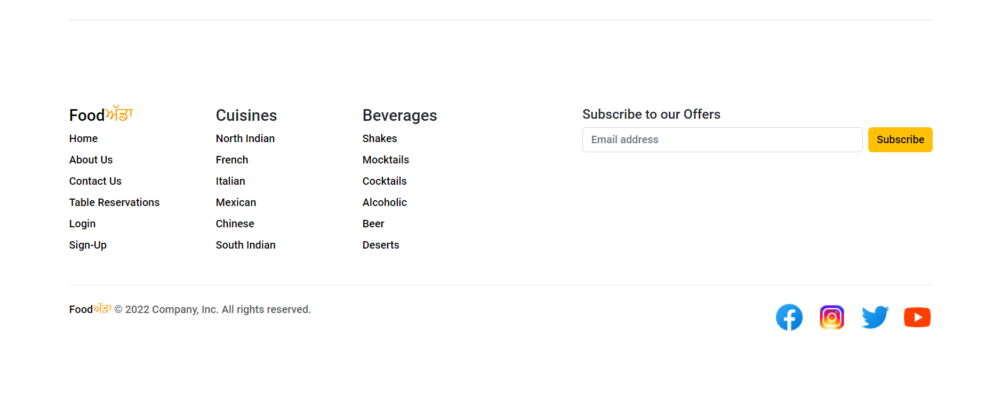 Foodਅੱਡਾ
Home
About Us
Contact Us
Table Reservations
Login
Sign-Up
Cuisines
North Indian
French
Italian
Mexican
Chinese
South Indian
Beverages
Shakes
Mocktails
Cocktails
Alcoholic
Beer
Deserts
Subscribe to our Offers
Email address
Subscribe
Foodਅੱਡਾ © 2022 Company, Inc. All rights reserved.